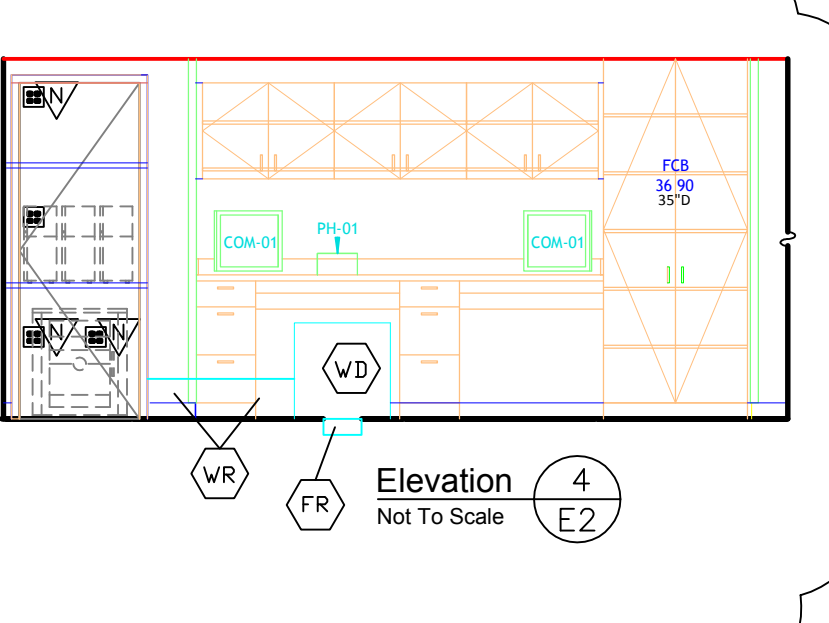 N
FCB
36 90
35"D
PH-01
COM-01
COM-01
N
N
WD
WR
FR
Elevation
Not To Scale
4
E2